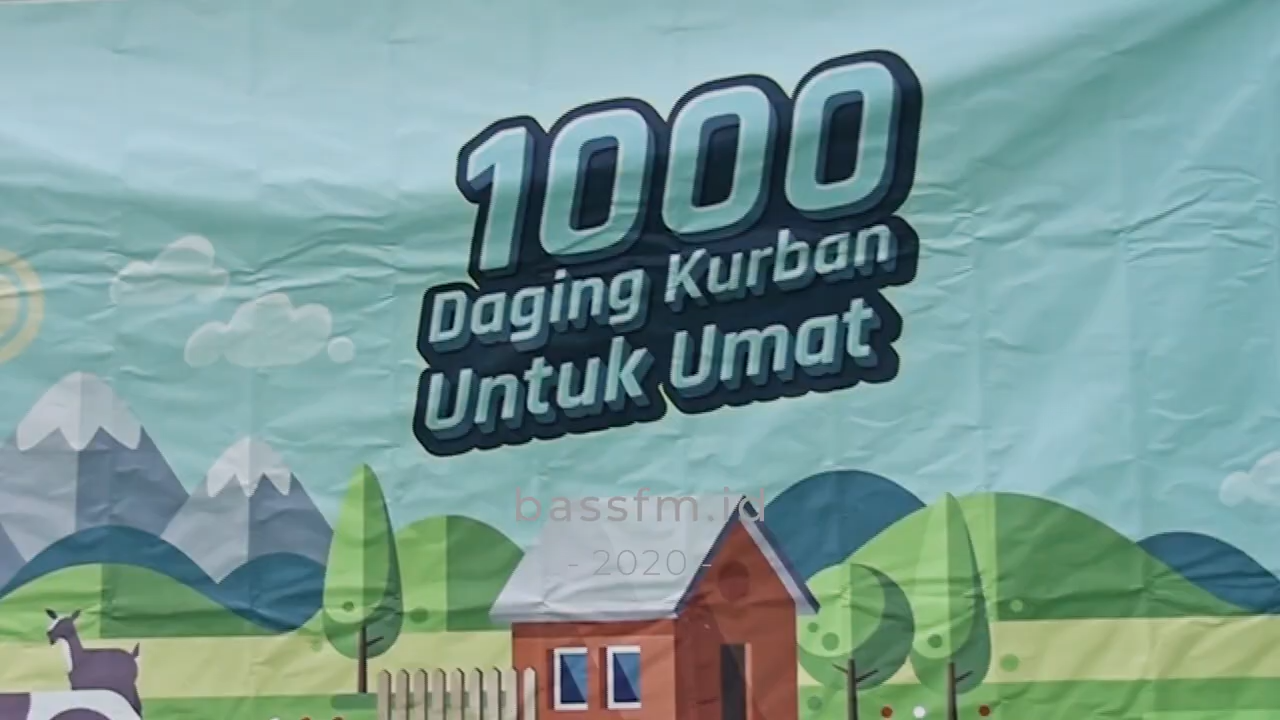 1000
Daging Kurban
Untuk Umat
bassfm.id
- 2020 -